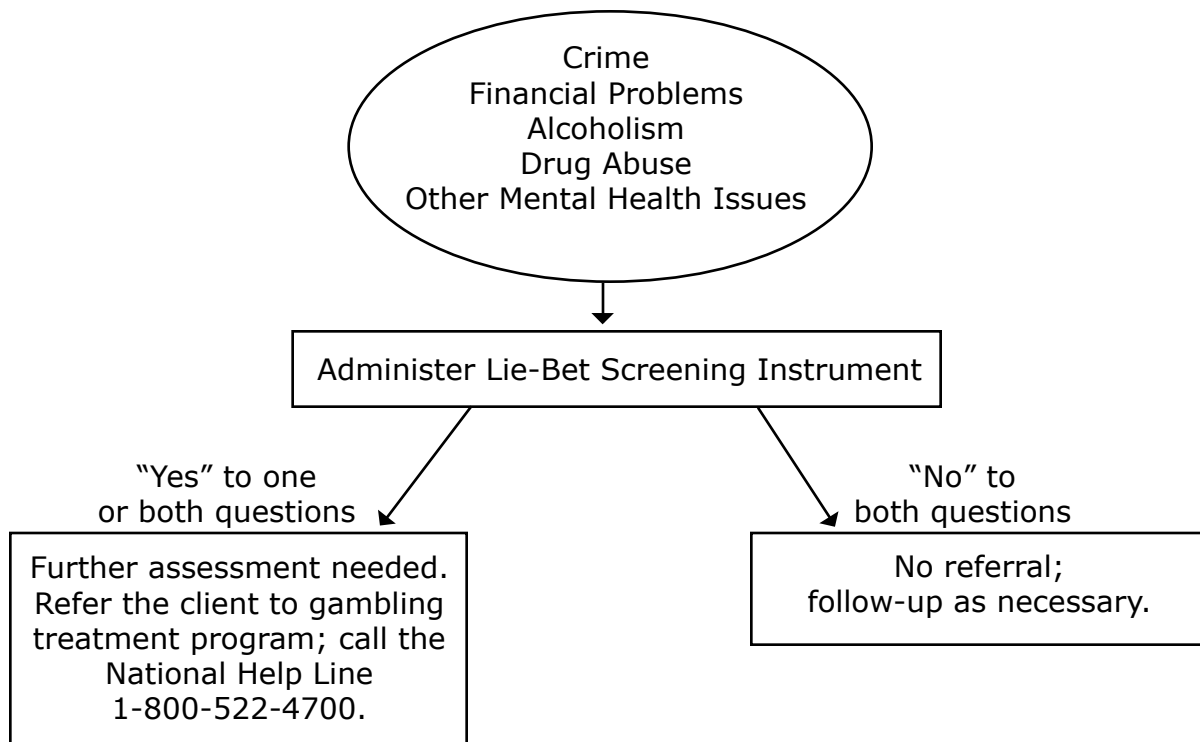 Crime
Financial Problems
Alcoholism
Drug Abuse
Other Mental Health Issues
Administer Lie-Bet Screening Instrument
“Yes” to one
or both questions
“No” to
both questions
Further assessment needed.
Refer the client to gambling
treatment program; call the
National Help Line
1-800-522-4700.
No referral;
follow-up as necessary.